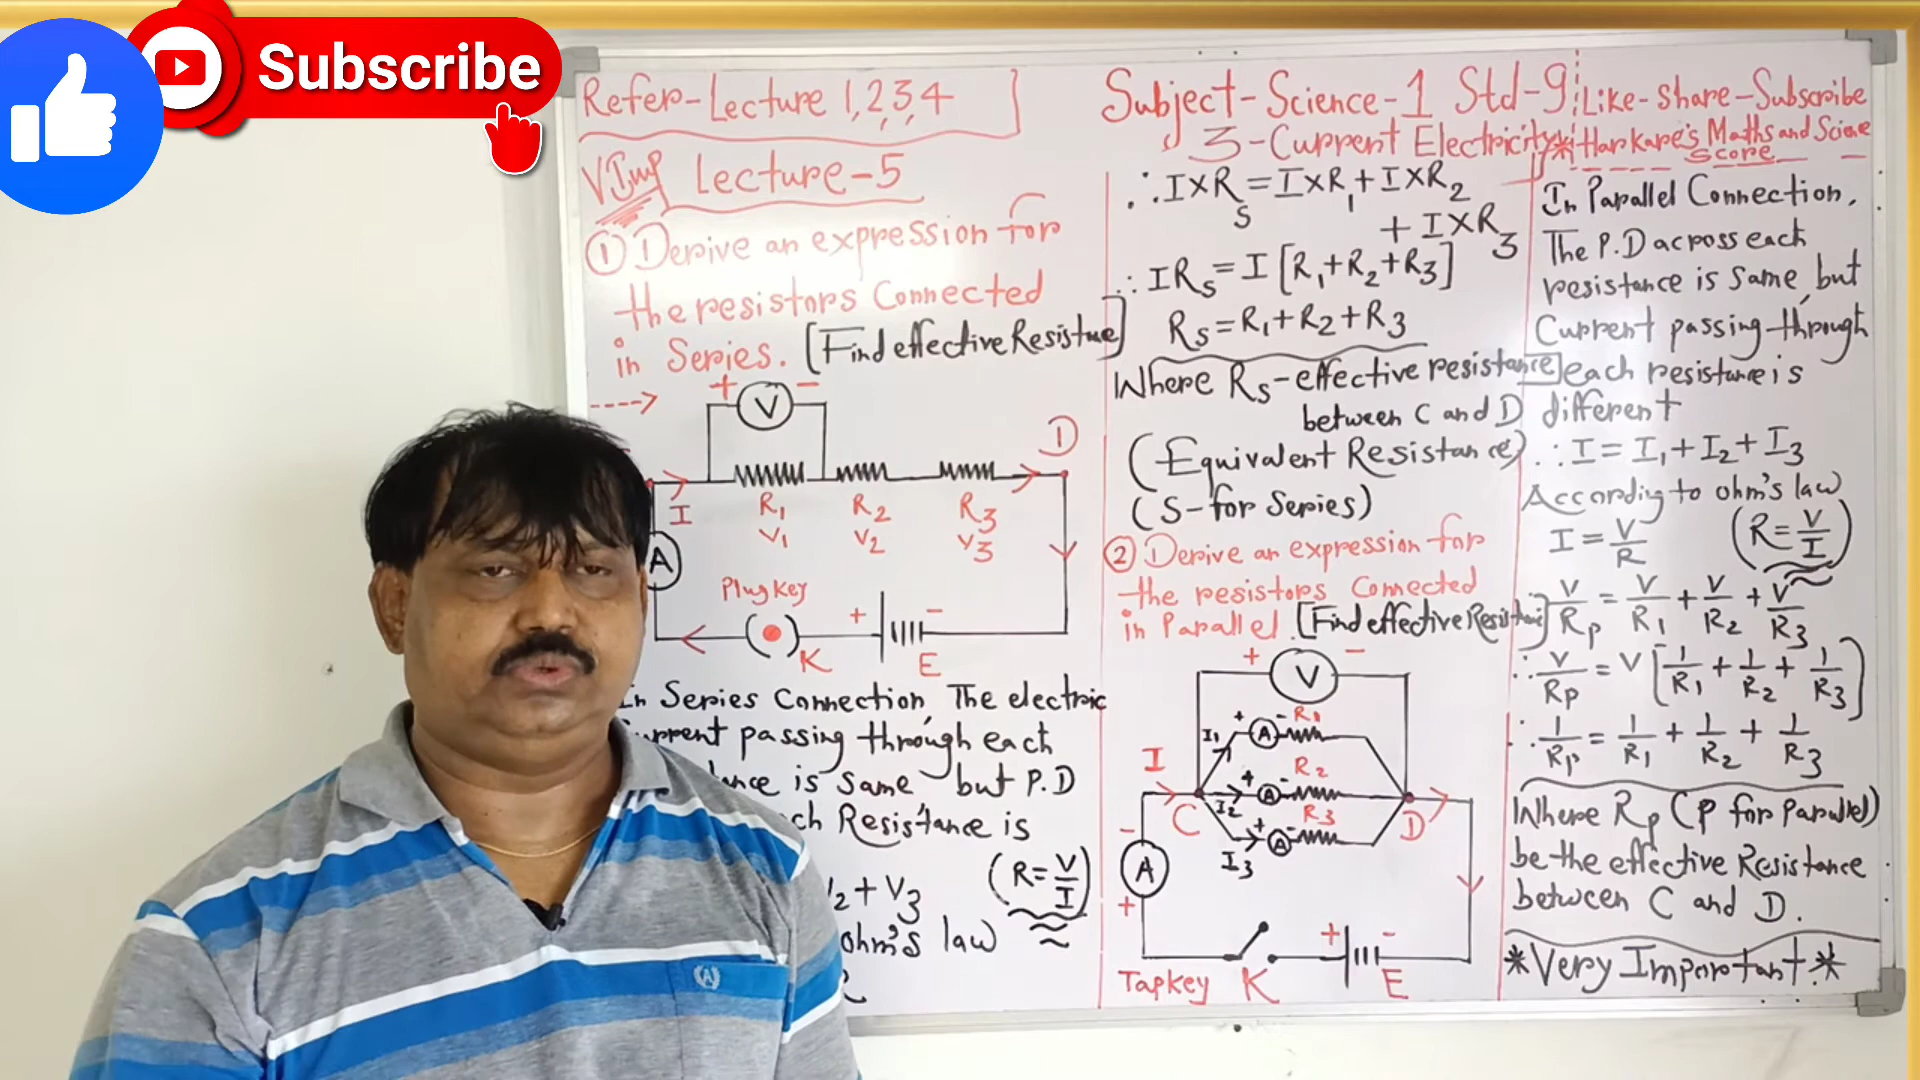 Subscribe
Refer-Lecture 1,2,3,4
VImp Lecture-5
① Derive an expression for
the resistors Connected
in Series. [Find effective Resistnce]
+ V -
D
I
R1 R2 R3
V1 V2 V3
A
Plug Key
+ -
K E
In Series Connection, The electric
current passing through each
is same but P.D
Resistance is
V2 + V3
(R = V/I)
ohm's law
Subject-Science-1 Std-9
3-Current Electricity
∴ I×Rs = I×R1 + I×R2
+ I×R3
∴ IRs = I [R1+R2+R3]
Rs = R1+R2+R3
Where Rs-effective resistance
between C and D
(Equivalent Resistance)
(S-for Series)
② Derive an expression for
the resistors Connected
in Parallel. [Find effective Resistnce]
+ V -
I1 + A - R1
I
I2 + A - R2
C D
I3 + A - R3
-
A
+
+ -
Tapkey K E
Like-Share-Subscribe
*Harkare's Maths and Science
Score
In Parallel Connection,
The P.D across each
resistance is same, but
Current passing through
each resistance is
different
∴ I = I1 + I2 + I3
According to ohm's law
I = V/R (R = V/I)
∴ V/Rp = V/R1 + V/R2 + V/R3
∴ V/Rp = V [1/R1 + 1/R2 + 1/R3]
∴ 1/Rp = 1/R1 + 1/R2 + 1/R3
Where Rp (P for Parallel)
be the effective Resistance
between C and D.
*Very Important.*